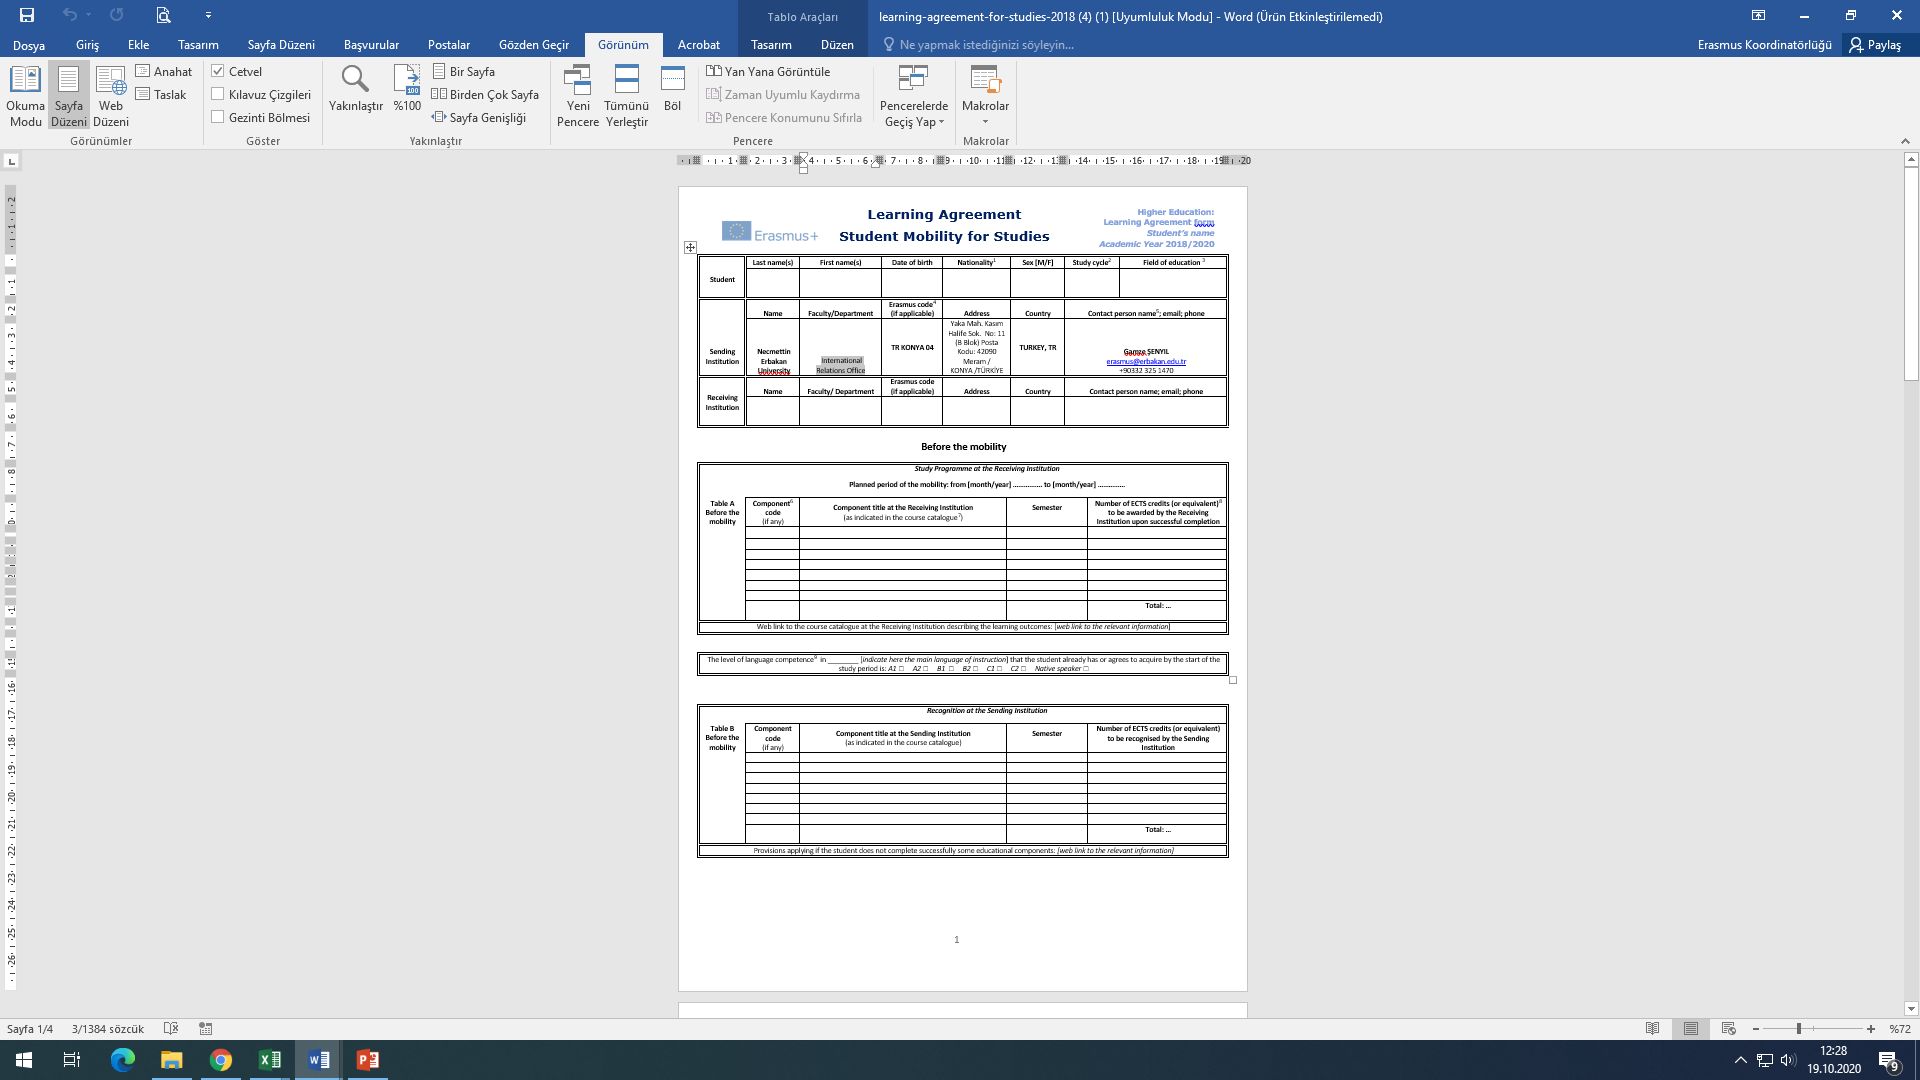 Tablo Araçları
learning-agreement-for-studies-2018 (4) (1) [Uyumluluk Modu] - Word (Ürün Etkinleştirilemedi)
Dosya Giriş Ekle Tasarım Sayfa Düzeni Başvurular Postalar Gözden Geçir Görünüm Acrobat Tasarım Düzen Ne yapmak istediğinizi söyleyin... Erasmus Koordinatörlüğü Paylaş
Okuma Modu
Sayfa Düzeni
Web Düzeni
Anahat
Taslak
Görünümler
Cetvel
Kılavuz Çizgileri
Gezinti Bölmesi
Göster
Yakınlaştır
%100
Bir Sayfa
Birden Çok Sayfa
Sayfa Genişliği
Yakınlaştır
Yeni Pencere
Tümünü Yerleştir
Böl
Yan Yana Görüntüle
Zaman Uyumlu Kaydırma
Pencere Konumunu Sıfırla
Pencere
Pencerelerde Geçiş Yap
Makrolar
Makrolar
Erasmus+
Learning Agreement
Student Mobility for Studies
Higher Education:
Learning Agreement form
Student's name
Academic Year 2018/2020
Student
Last name(s) First name(s) Date of birth Nationality1 Sex [M/F] Study cycle2 Field of education 3
Sending
Institution
Name Faculty/Department Erasmus code4 (if applicable) Address Country Contact person name5; email; phone
Necmettin
Erbakan
University
International
Relations Office
TR KONYA 04
Yaka Mah. Kasım
Halife Sok. No: 11
(B Blok) Posta
Kodu: 42090
Meram /
KONYA /TÜRKİYE
TURKEY, TR
Gamze ŞENYIL
erasmus@erbakan.edu.tr
+90332 325 1470
Receiving
Institution
Name Faculty/ Department Erasmus code (if applicable) Address Country Contact person name; email; phone
Before the mobility
Study Programme at the Receiving Institution
Planned period of the mobility: from [month/year] ............... to [month/year] ..............
Table A
Before the
mobility
Component6
code
(if any)
Component title at the Receiving Institution
(as indicated in the course catalogue7)
Semester
Number of ECTS credits (or equivalent)8
to be awarded by the Receiving
Institution upon successful completion
Total: ...
Web link to the course catalogue at the Receiving Institution describing the learning outcomes: [web link to the relevant information]
The level of language competence9 in ________ [indicate here the main language of instruction] that the student already has or agrees to acquire by the start of the
study period is: A1 ☐ A2 ☐ B1 ☐ B2 ☐ C1 ☐ C2 ☐ Native speaker ☐
Recognition at the Sending Institution
Table B
Before the
mobility
Component
code
(if any)
Component title at the Sending Institution
(as indicated in the course catalogue)
Semester
Number of ECTS credits (or equivalent)
to be recognised by the Sending
Institution
Total: ...
Provisions applying if the student does not complete successfully some educational components: [web link to the relevant information]
1
Sayfa 1/4 3/1384 sözcük
%72
12:28
19.10.2020
9